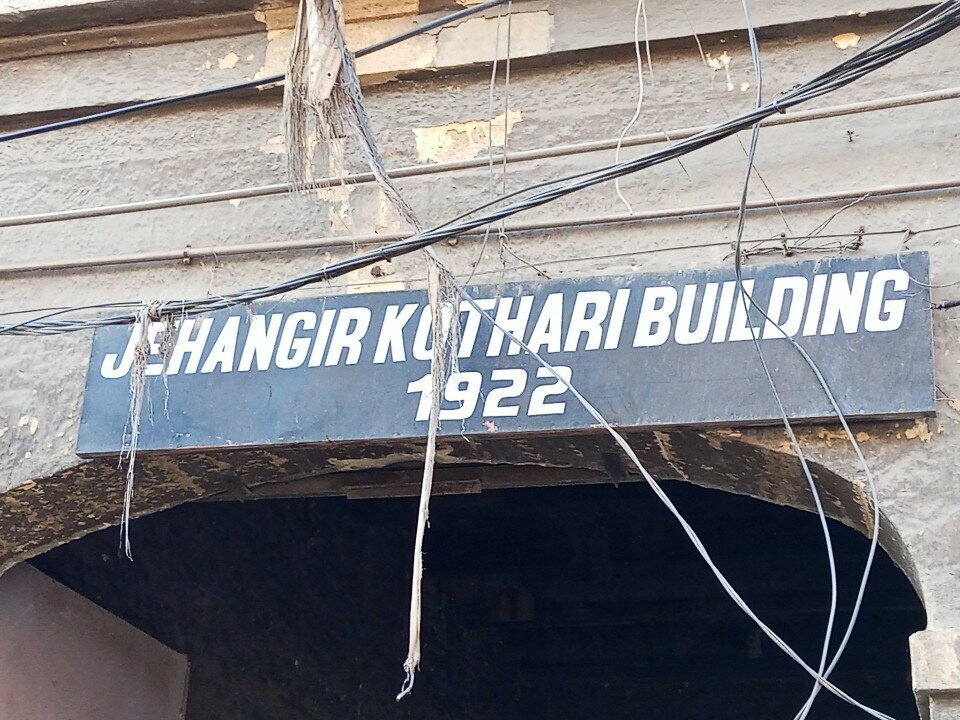 JEHANGIR KOTHARI BUILDING
1922